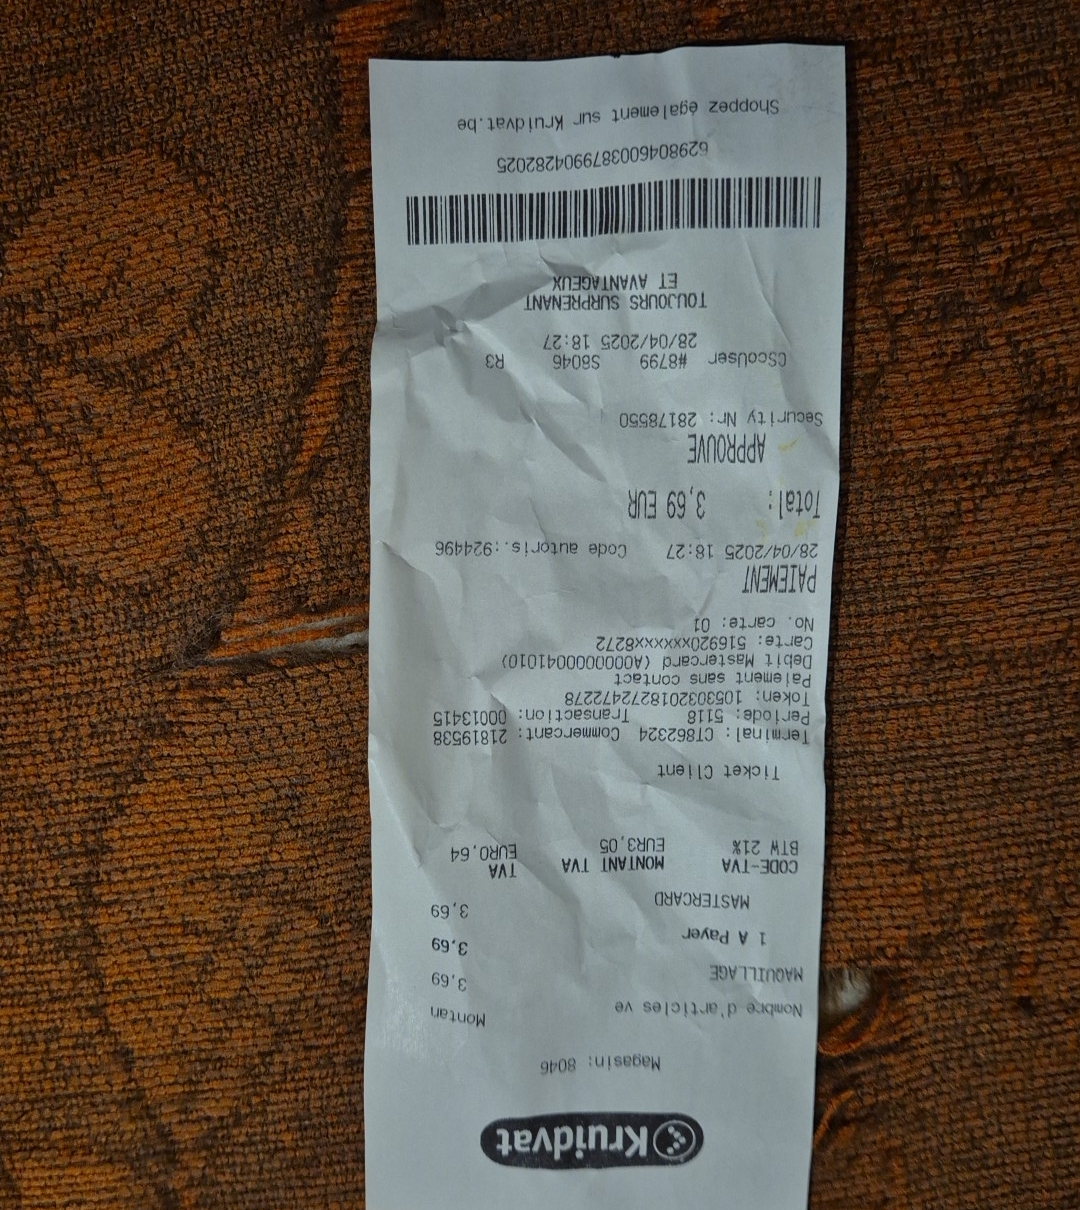 Kruidvat
Magasin: 8046
Nombre d'articles ve Montan
MAQUILLAGE 3,69
1 A Payer 3,69
MASTERCARD 3,69
CODE-TVA MONTANT TVA TVA
BTW 21% EUR3,05 EUR0,64
Ticket Client
Terminal: CT862324 Commercant: 21819538
Periode: 5118 Transaction: 00013415
Token: 1053032018272472278
Paiement sans contact
Debit Mastercard (A0000000041010)
Carte: 516920xxxxxxx8272
No. carte: 01
PAIEMENT
28/04/2025 18:27 Code autoris.:924496
Total: 3,69 EUR
APPROUVE
Security Nr: 28178550
CScoUser #8799 S8046 R3
28/04/2025 18:27
TOUJOURS SURPRENANT
ET AVANTAGEUX
6298046003879904282025
Shoppez également sur Kruidvat.be